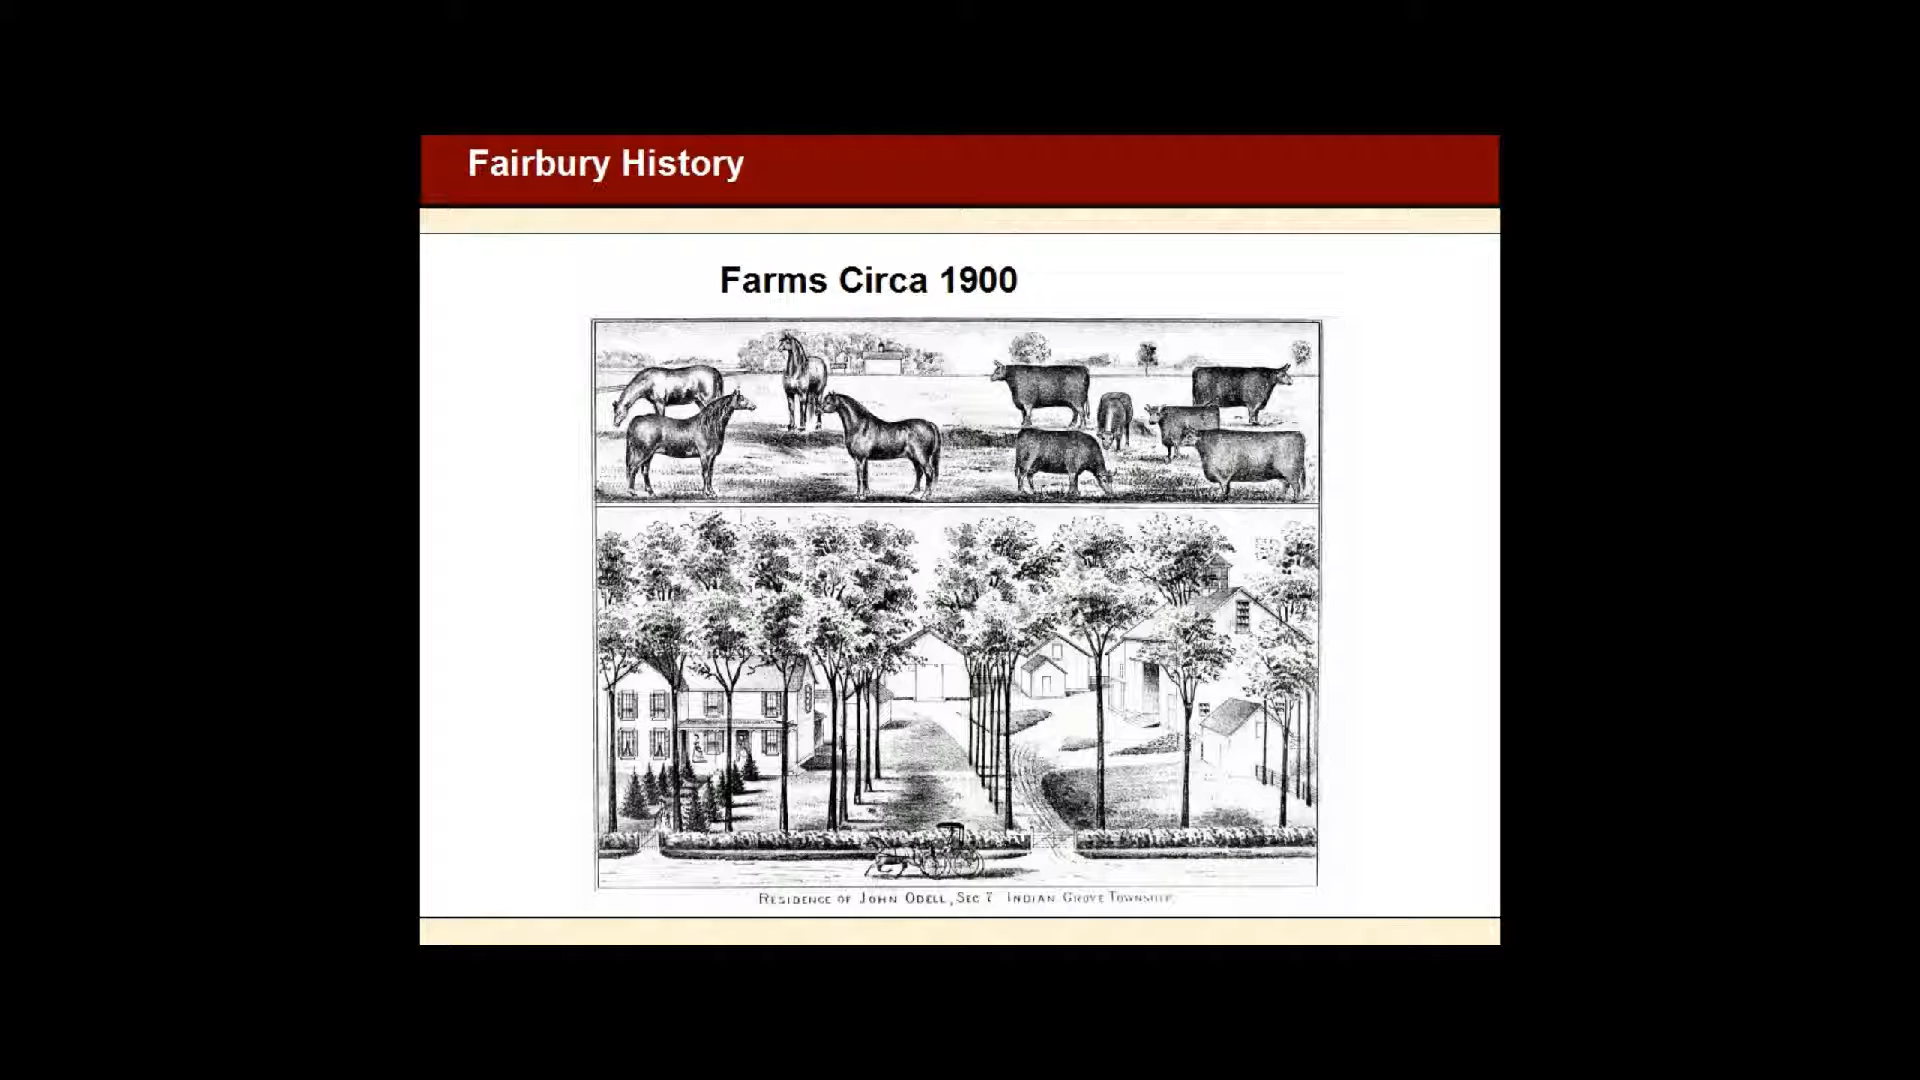 Fairbury History
Farms Circa 1900
RESIDENCE OF JOHN ODELL, SEC 7 INDIAN GROVE TOWNSHIP.